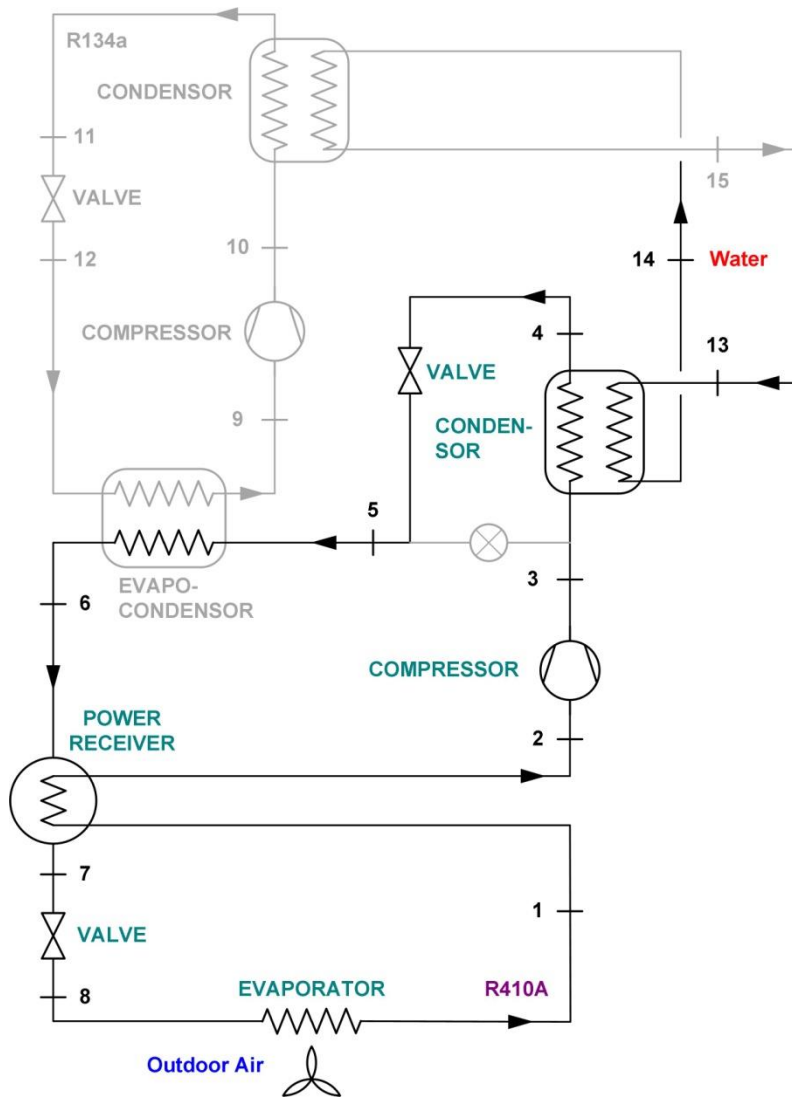 R134a
CONDENSOR
11
VALVE
15
12
10
14
Water
COMPRESSOR
4
13
VALVE
9
CONDEN-
SOR
5
EVAPO-
CONDENSOR
6
3
COMPRESSOR
POWER
RECEIVER
2
7
1
VALVE
8
EVAPORATOR
R410A
Outdoor Air